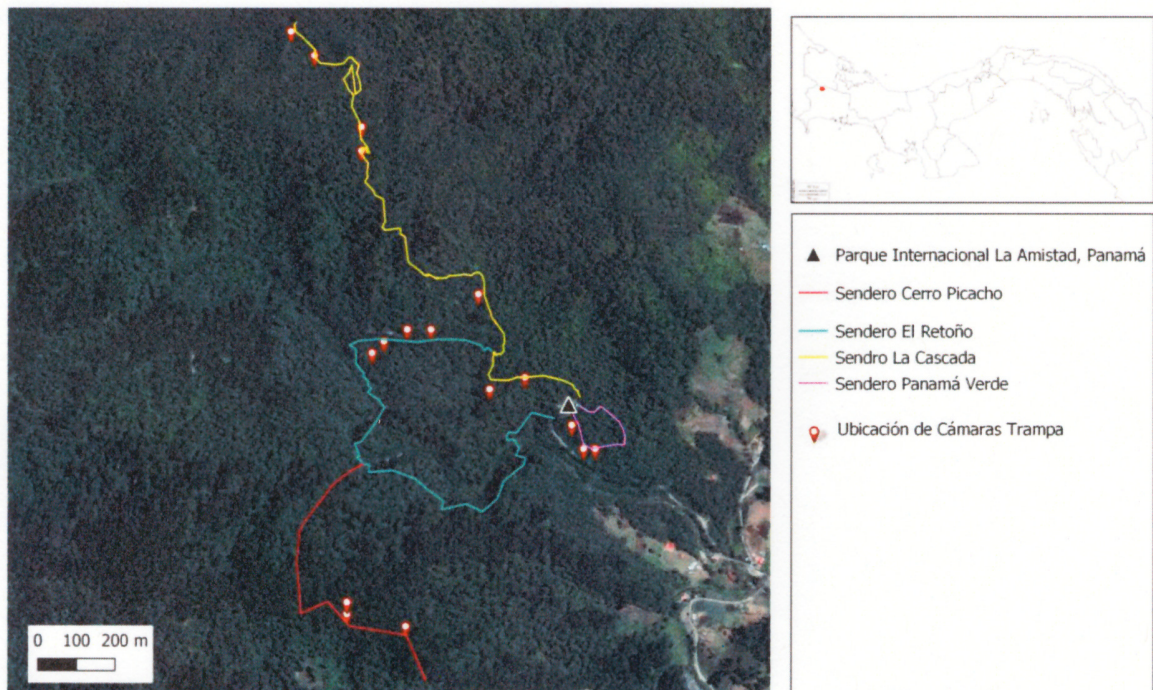 Parque Internacional La Amistad, Panamá
Sendero Cerro Picacho
Sendero El Retoño
Sendro La Cascada
Sendero Panamá Verde
Ubicación de Cámaras Trampa
0 100 200 m